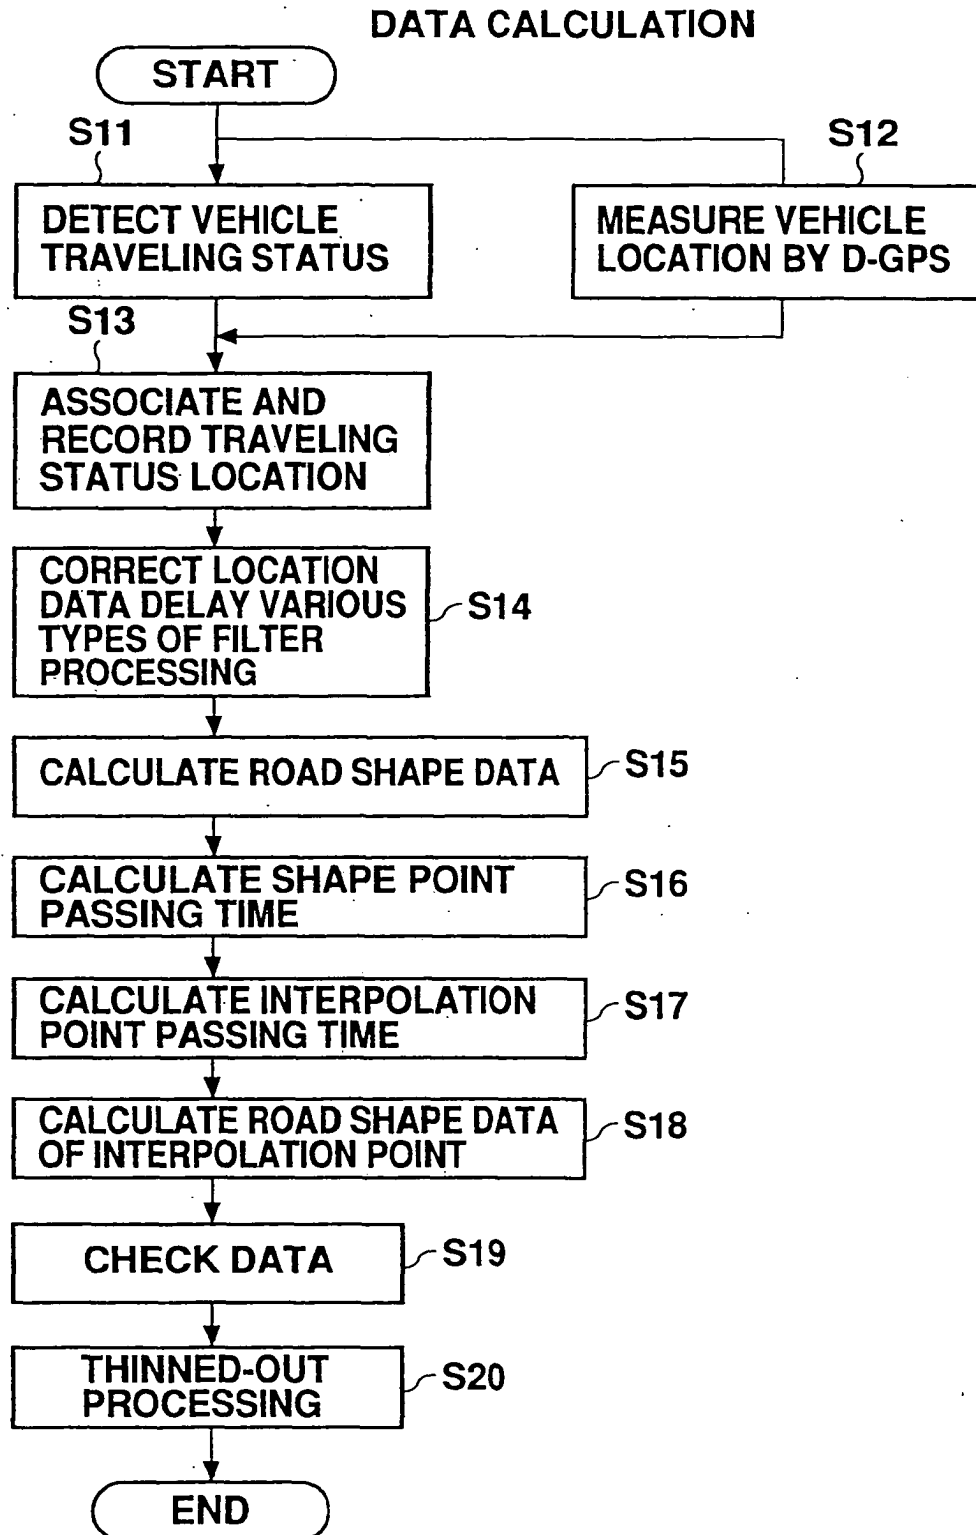 DATA CALCULATION
START
S11
S12
DETECT VEHICLE
TRAVELING STATUS
MEASURE VEHICLE
LOCATION BY D-GPS
S13
ASSOCIATE AND
RECORD TRAVELING
STATUS LOCATION
CORRECT LOCATION
DATA DELAY VARIOUS
TYPES OF FILTER
PROCESSING
S14
CALCULATE ROAD SHAPE DATA
S15
CALCULATE SHAPE POINT
PASSING TIME
S16
CALCULATE INTERPOLATION
POINT PASSING TIME
S17
CALCULATE ROAD SHAPE DATA
OF INTERPOLATION POINT
S18
CHECK DATA
S19
THINNED-OUT
PROCESSING
S20
END